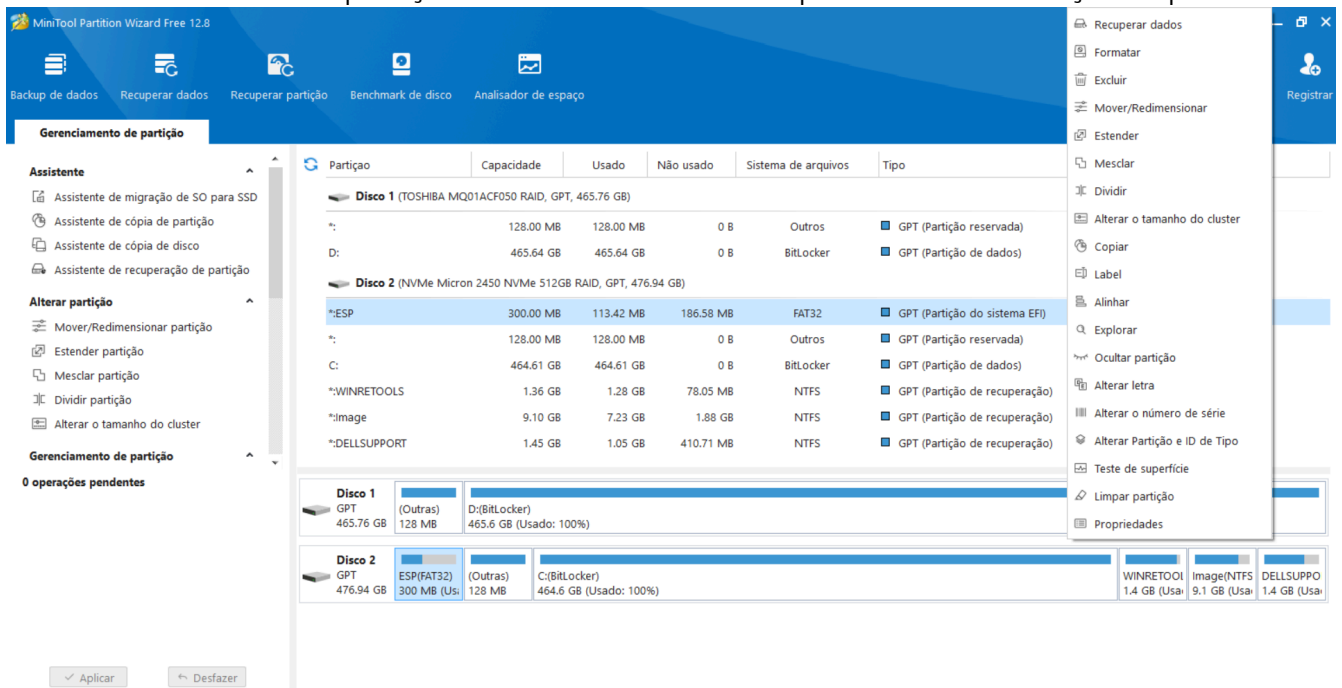 MiniTool Partition Wizard Free 12.8
Backup de dados
Recuperar dados
Recuperar partição
Benchmark de disco
Analisador de espaço
Registrar
Gerenciamento de partição
Assistente
Assistente de migração de SO para SSD
Assistente de cópia de partição
Assistente de cópia de disco
Assistente de recuperação de partição
Alterar partição
Mover/Redimensionar partição
Estender partição
Mesclar partição
Dividir partição
Alterar o tamanho do cluster
Gerenciamento de partição
0 operações pendentes
Aplicar
Desfazer
Partiçao Capacidade Usado Não usado Sistema de arquivos Tipo
Disco 1 (TOSHIBA MQ01ACF050 RAID, GPT, 465.76 GB)
*: 128.00 MB 128.00 MB 0 B Outros GPT (Partição reservada)
D: 465.64 GB 465.64 GB 0 B BitLocker GPT (Partição de dados)
Disco 2 (NVMe Micron 2450 NVMe 512GB RAID, GPT, 476.94 GB)
*:ESP 300.00 MB 113.42 MB 186.58 MB FAT32 GPT (Partição do sistema EFI)
*: 128.00 MB 128.00 MB 0 B Outros GPT (Partição reservada)
C: 464.61 GB 464.61 GB 0 B BitLocker GPT (Partição de dados)
*:WINRETOOLS 1.36 GB 1.28 GB 78.05 MB NTFS GPT (Partição de recuperação)
*:Image 9.10 GB 7.23 GB 1.88 GB NTFS GPT (Partição de recuperação)
*:DELLSUPPORT 1.45 GB 1.05 GB 410.71 MB NTFS GPT (Partição de recuperação)
Disco 1
GPT
465.76 GB
(Outras)
128 MB
D:(BitLocker)
465.6 GB (Usado: 100%)
Disco 2
GPT
476.94 GB
ESP(FAT32)
300 MB (Usa
(Outras)
128 MB
C:(BitLocker)
464.6 GB (Usado: 100%)
WINRETOOL
1.4 GB (Usa
Image(NTFS
9.1 GB (Usa
DELLSUPPO
1.4 GB (Usa
Recuperar dados
Formatar
Excluir
Mover/Redimensionar
Estender
Mesclar
Dividir
Alterar o tamanho do cluster
Copiar
Label
Alinhar
Explorar
Ocultar partição
Alterar letra
Alterar o número de série
Alterar Partição e ID de Tipo
Teste de superfície
Limpar partição
Propriedades